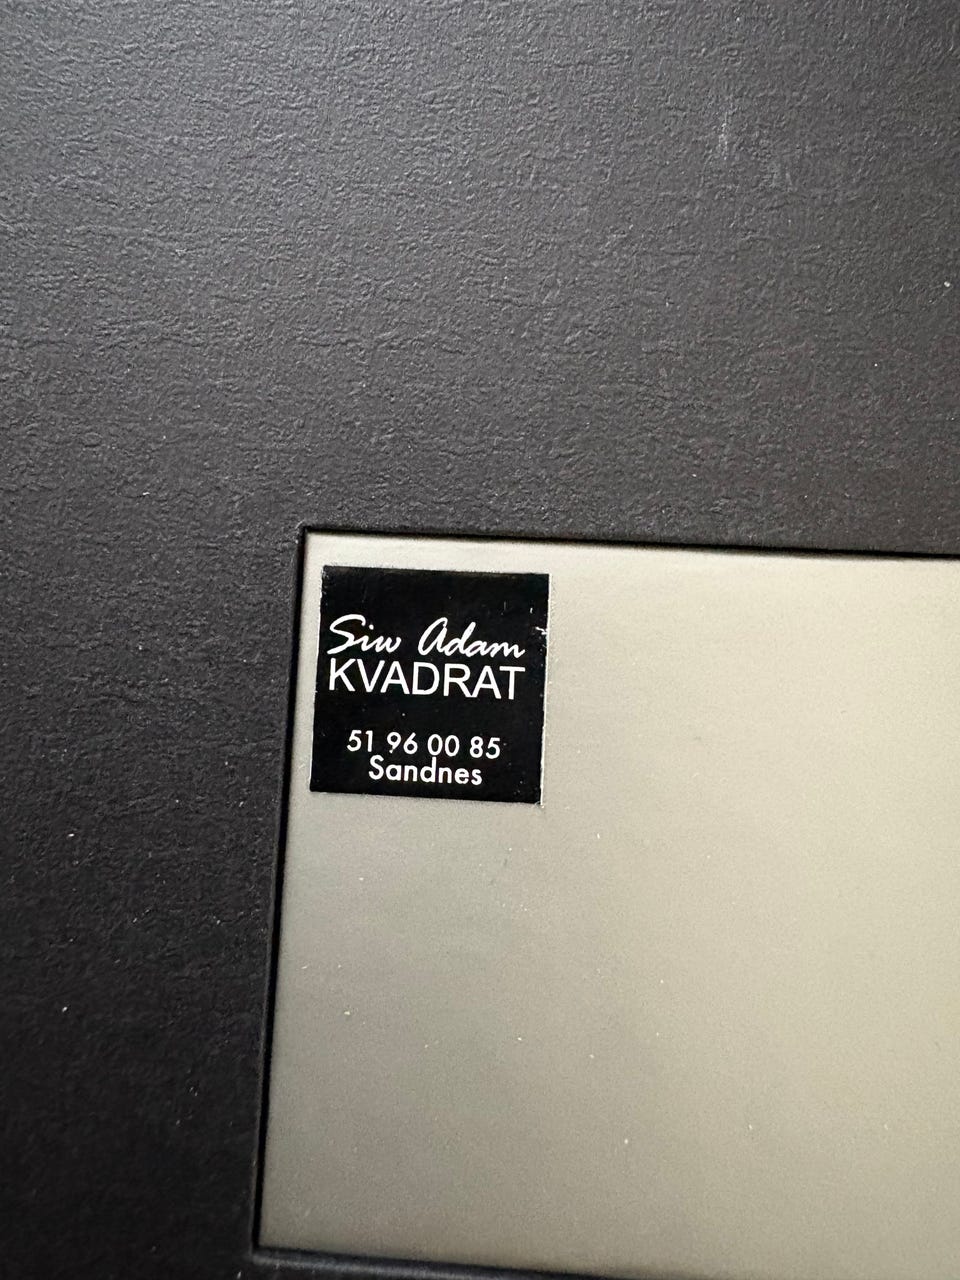 Siw Adam
KVADRAT
51 96 00 85
Sandnes